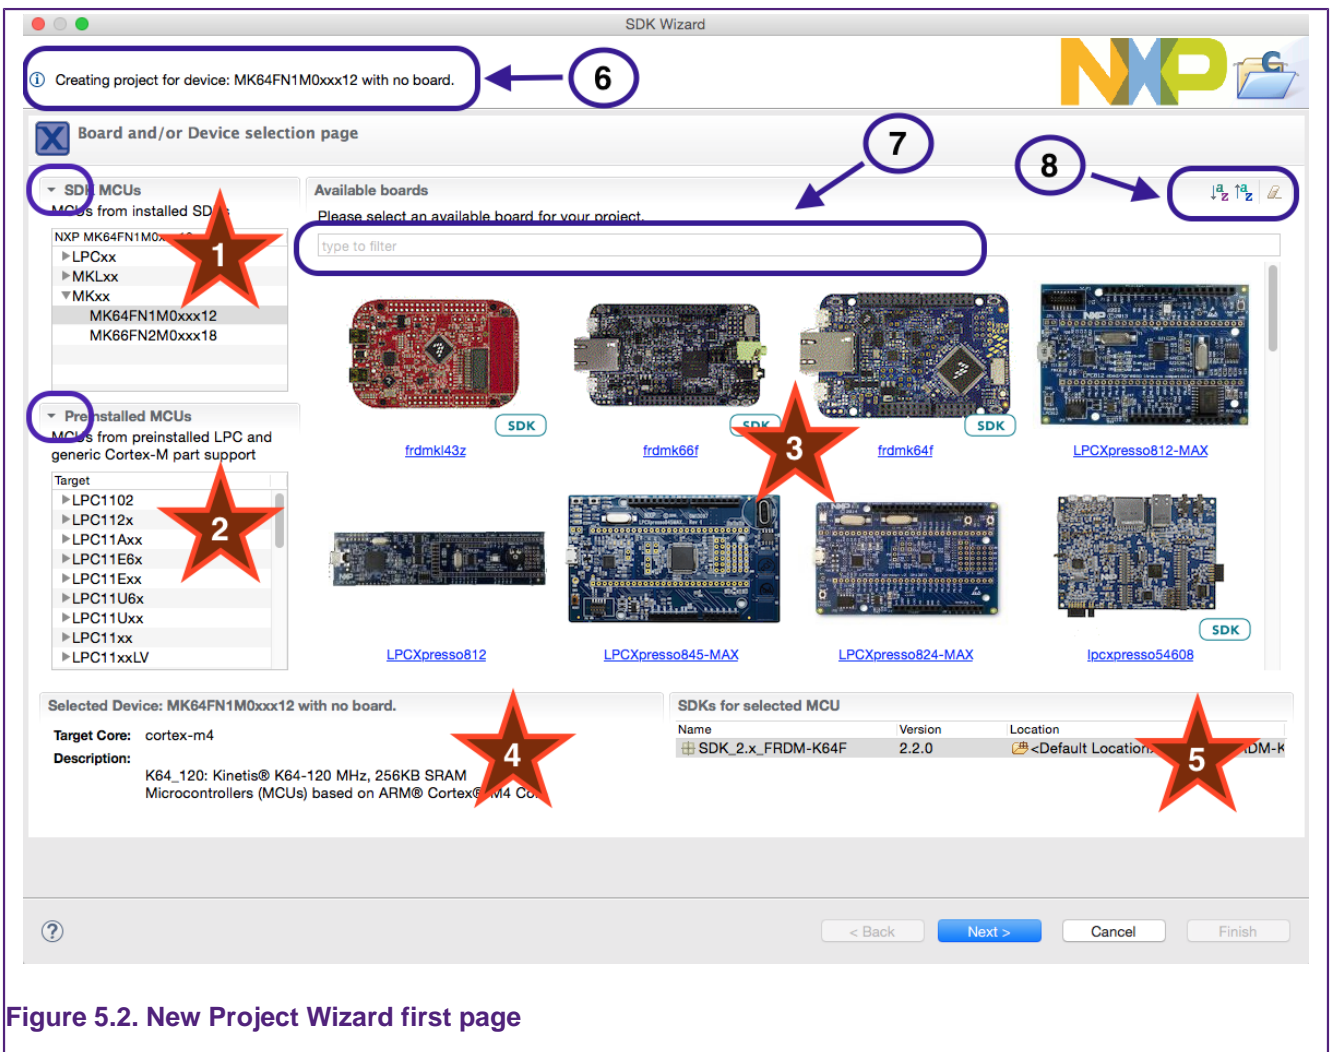 SDK Wizard
Creating project for device: MK64FN1M0xxx12 with no board.
6
NXP
C
X
Board and/or Device selection page
7
8
SDK MCUs
MCUs from installed
1
NXP
LPCxx
MKLxx
MKxx
MK64FN1M0xxx12
MK66FN2M0xxx18
Available boards
Please select an available board for your project.
type to filter
SDK
SDK
SDK
frdmkl43z
frdmk66f
3
frdmk64f
LPCXpresso812-MAX
Preinstalled MCUs
MCUs from preinstalled LPC and
generic Cortex-M part support
Target
LPC1102
LPC112x
LPC11Axx
2
LPC11E6x
LPC11Exx
LPC11U6x
LPC11Uxx
LPC11xx
LPC11xxLV
SDK
LPCXpresso812
LPCXpresso845-MAX
LPCXpresso824-MAX
lpcxpresso54608
Selected Device: MK64FN1M0xxx12 with no board.
Target Core: cortex-m4
Description:
K64_120: Kinetis® K64-120 MHz, 256KB SRAM
Microcontrollers (MCUs) based on ARM® Cortex®
4
SDKs for selected MCU
Name Version Location
SDK_2.x_FRDM-K64F 2.2.0 <Default Location>
5
?
< Back
Next >
Cancel
Finish
Figure 5.2. New Project Wizard first page